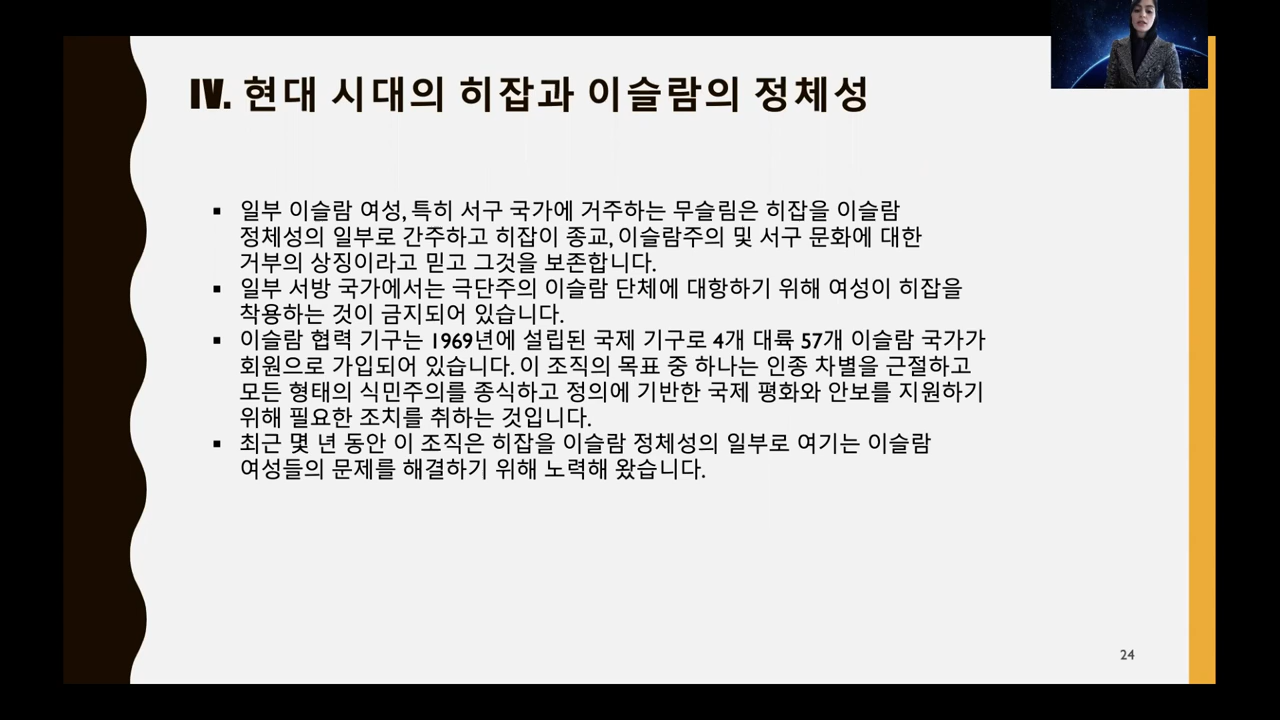 IV. 현대 시대의 히잡과 이슬람의 정체성
▪ 일부 이슬람 여성, 특히 서구 국가에 거주하는 무슬림은 히잡을 이슬람
정체성의 일부로 간주하고 히잡이 종교, 이슬람주의 및 서구 문화에 대한
거부의 상징이라고 믿고 그것을 보존합니다.
▪ 일부 서방 국가에서는 극단주의 이슬람 단체에 대항하기 위해 여성이 히잡을
착용하는 것이 금지되어 있습니다.
▪ 이슬람 협력 기구는 1969년에 설립된 국제 기구로 4개 대륙 57개 이슬람 국가가
회원으로 가입되어 있습니다. 이 조직의 목표 중 하나는 인종 차별을 근절하고
모든 형태의 식민주의를 종식하고 정의에 기반한 국제 평화와 안보를 지원하기
위해 필요한 조치를 취하는 것입니다.
▪ 최근 몇 년 동안 이 조직은 히잡을 이슬람 정체성의 일부로 여기는 이슬람
여성들의 문제를 해결하기 위해 노력해 왔습니다.
24